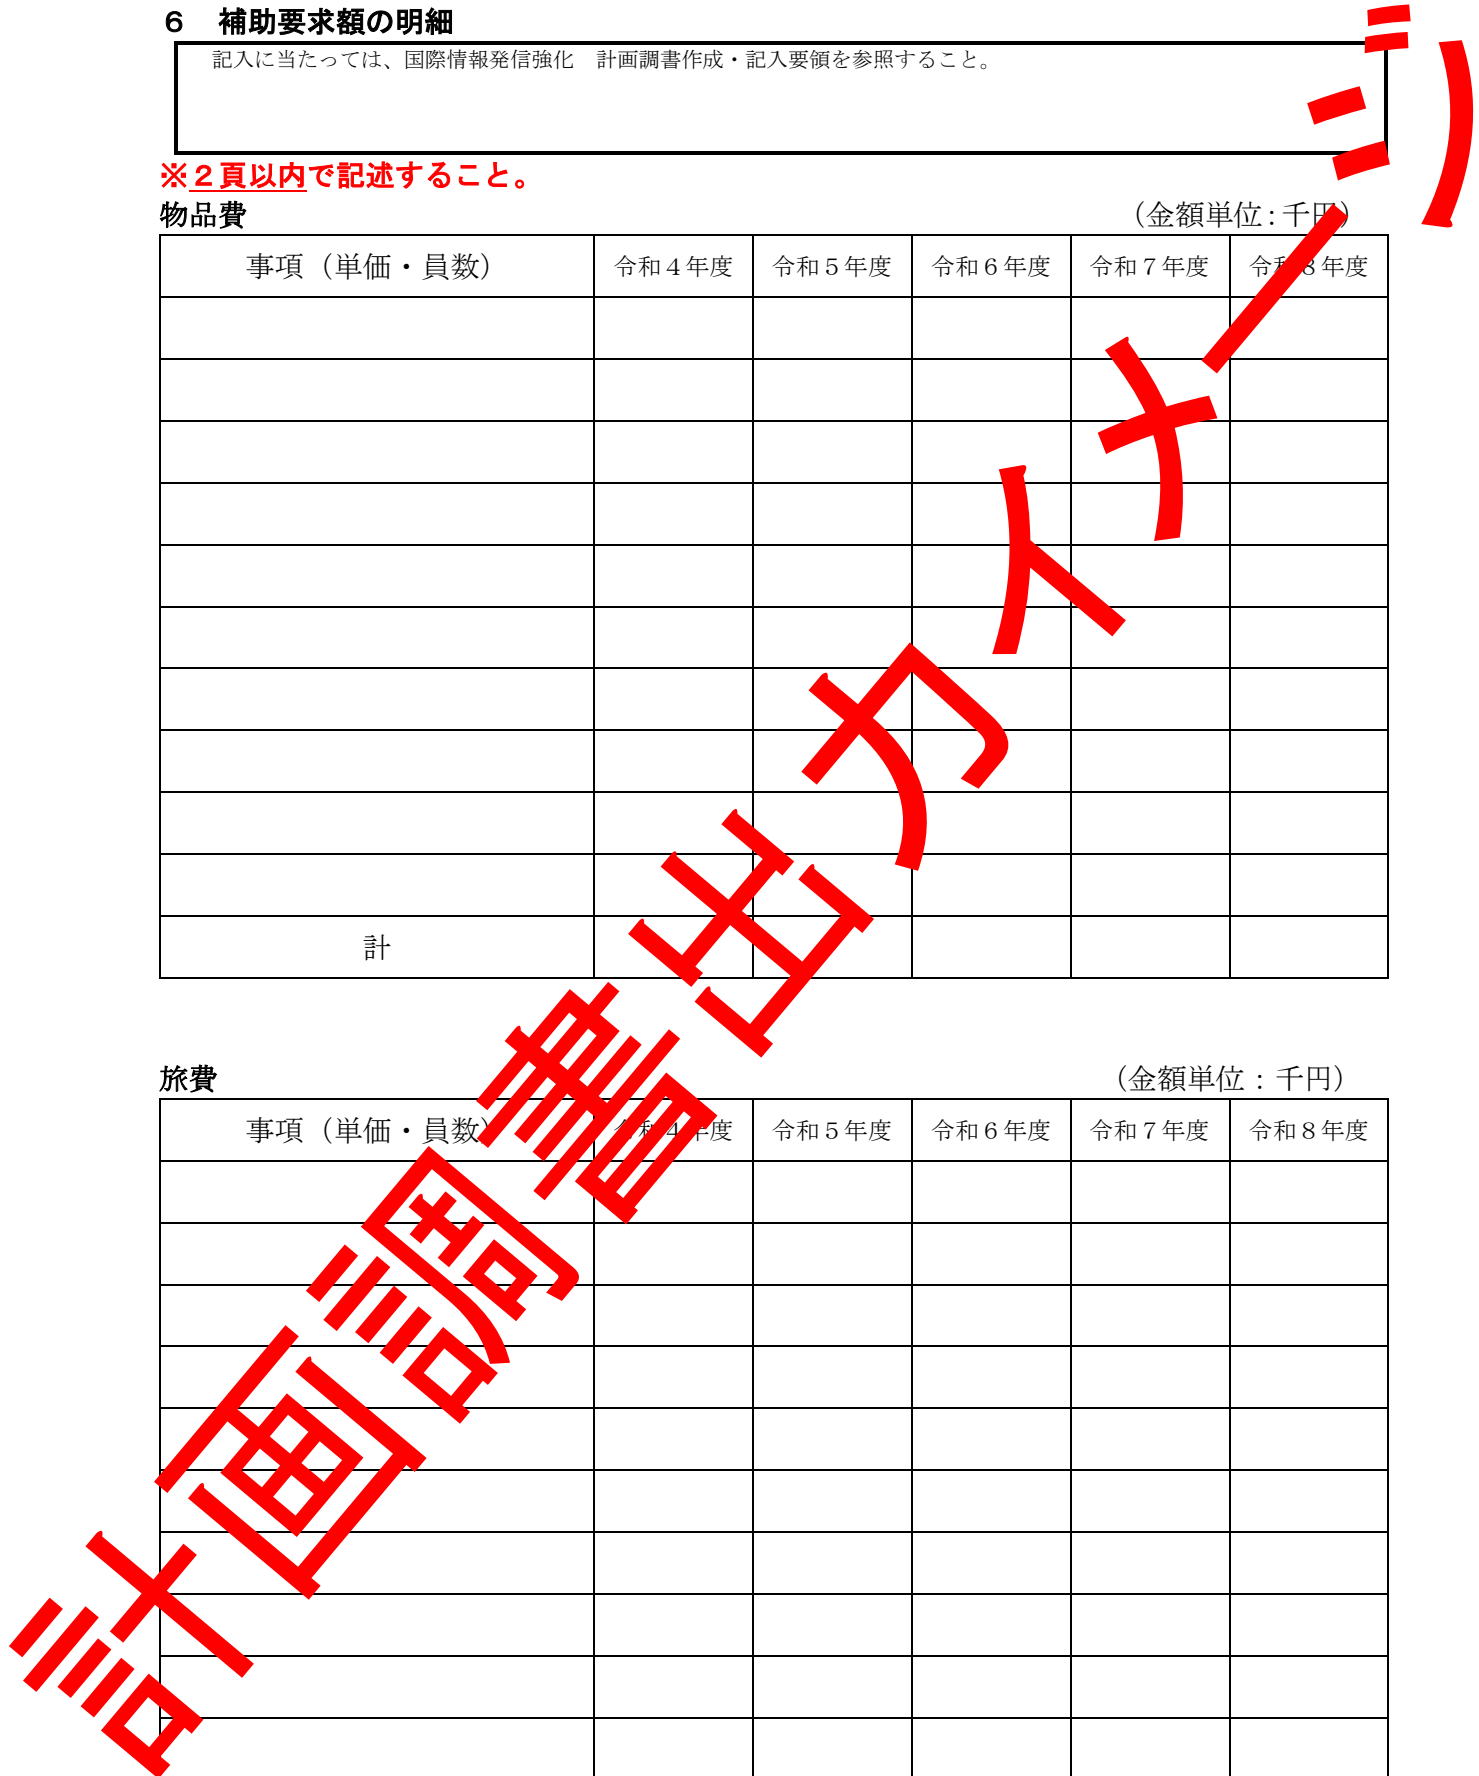 ６　補助要求額の明細
記入に当たっては、国際情報発信強化　計画調書作成・記入要領を参照すること。
※２頁以内で記述すること。
物品費　（金額単位：千円）
事項（単価・員数）　令和４年度　令和５年度　令和６年度　令和７年度　令和８年度
計
旅費　（金額単位：千円）
事項（単価・員数）　令和４年度　令和５年度　令和６年度　令和７年度　令和８年度
計画調書出力イメージ